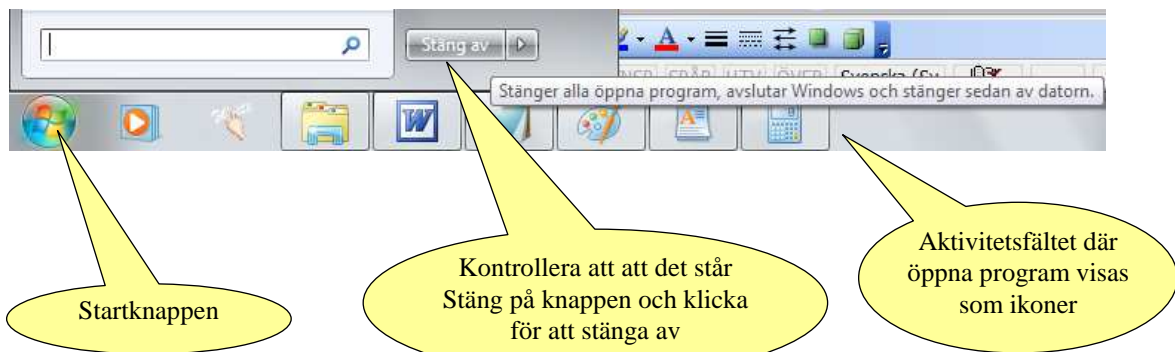 Stäng av
Svenska (Sv
Stänger alla öppna program, avslutar Windows och stänger sedan av datorn.
Startknappen
Kontrollera att att det står
Stäng på knappen och klicka
för att stänga av
Aktivitetsfältet där
öppna program visas
som ikoner